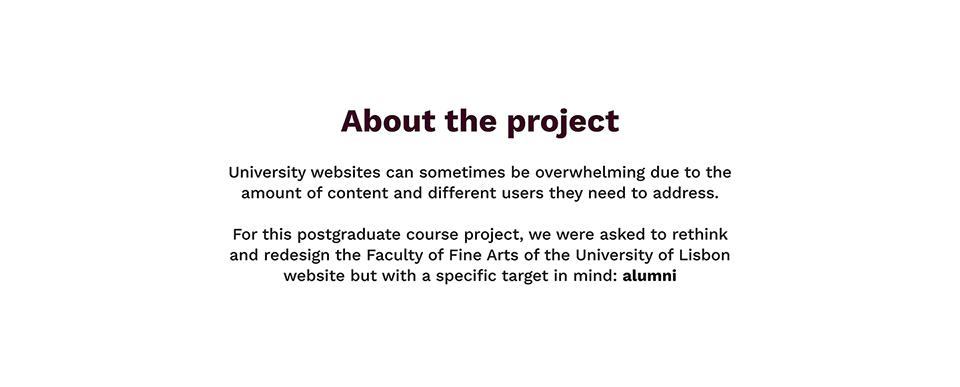 About the project
University websites can sometimes be overwhelming due to the
amount of content and different users they need to address.
For this postgraduate course project, we were asked to rethink
and redesign the Faculty of Fine Arts of the University of Lisbon
website but with a specific target in mind: alumni